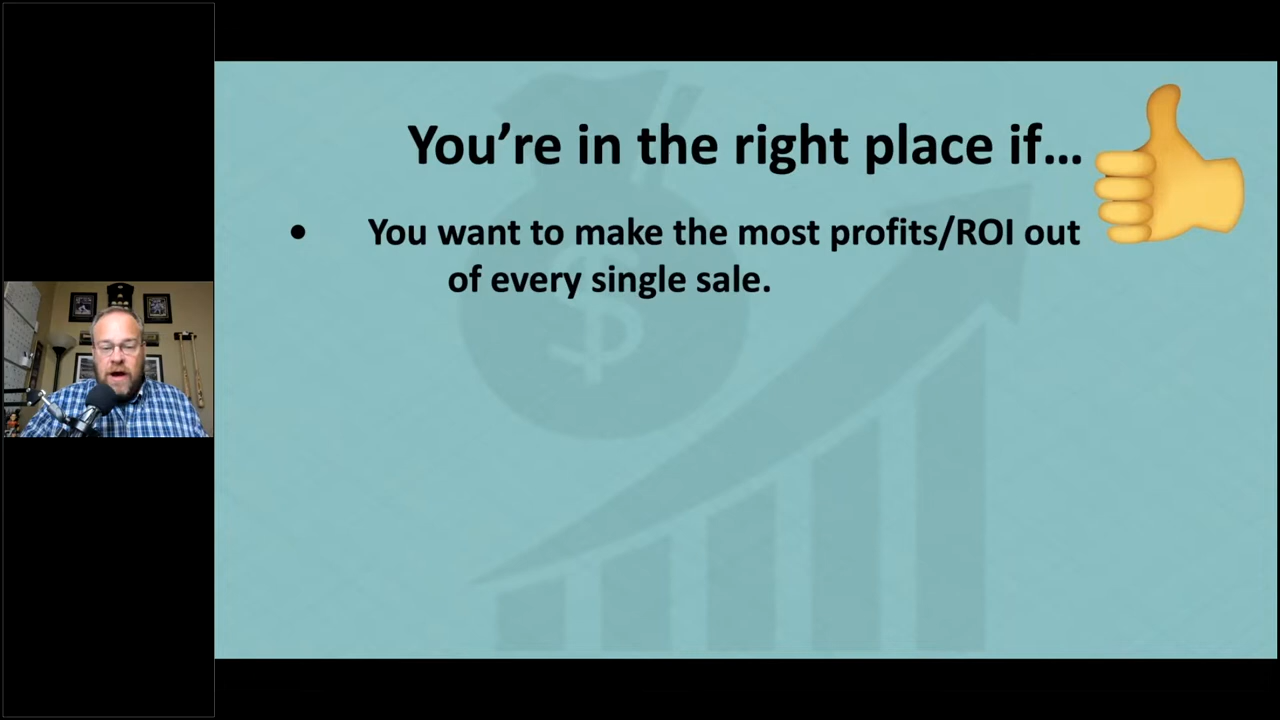 You’re in the right place if…
• You want to make the most profits/ROI out
of every single sale.
$